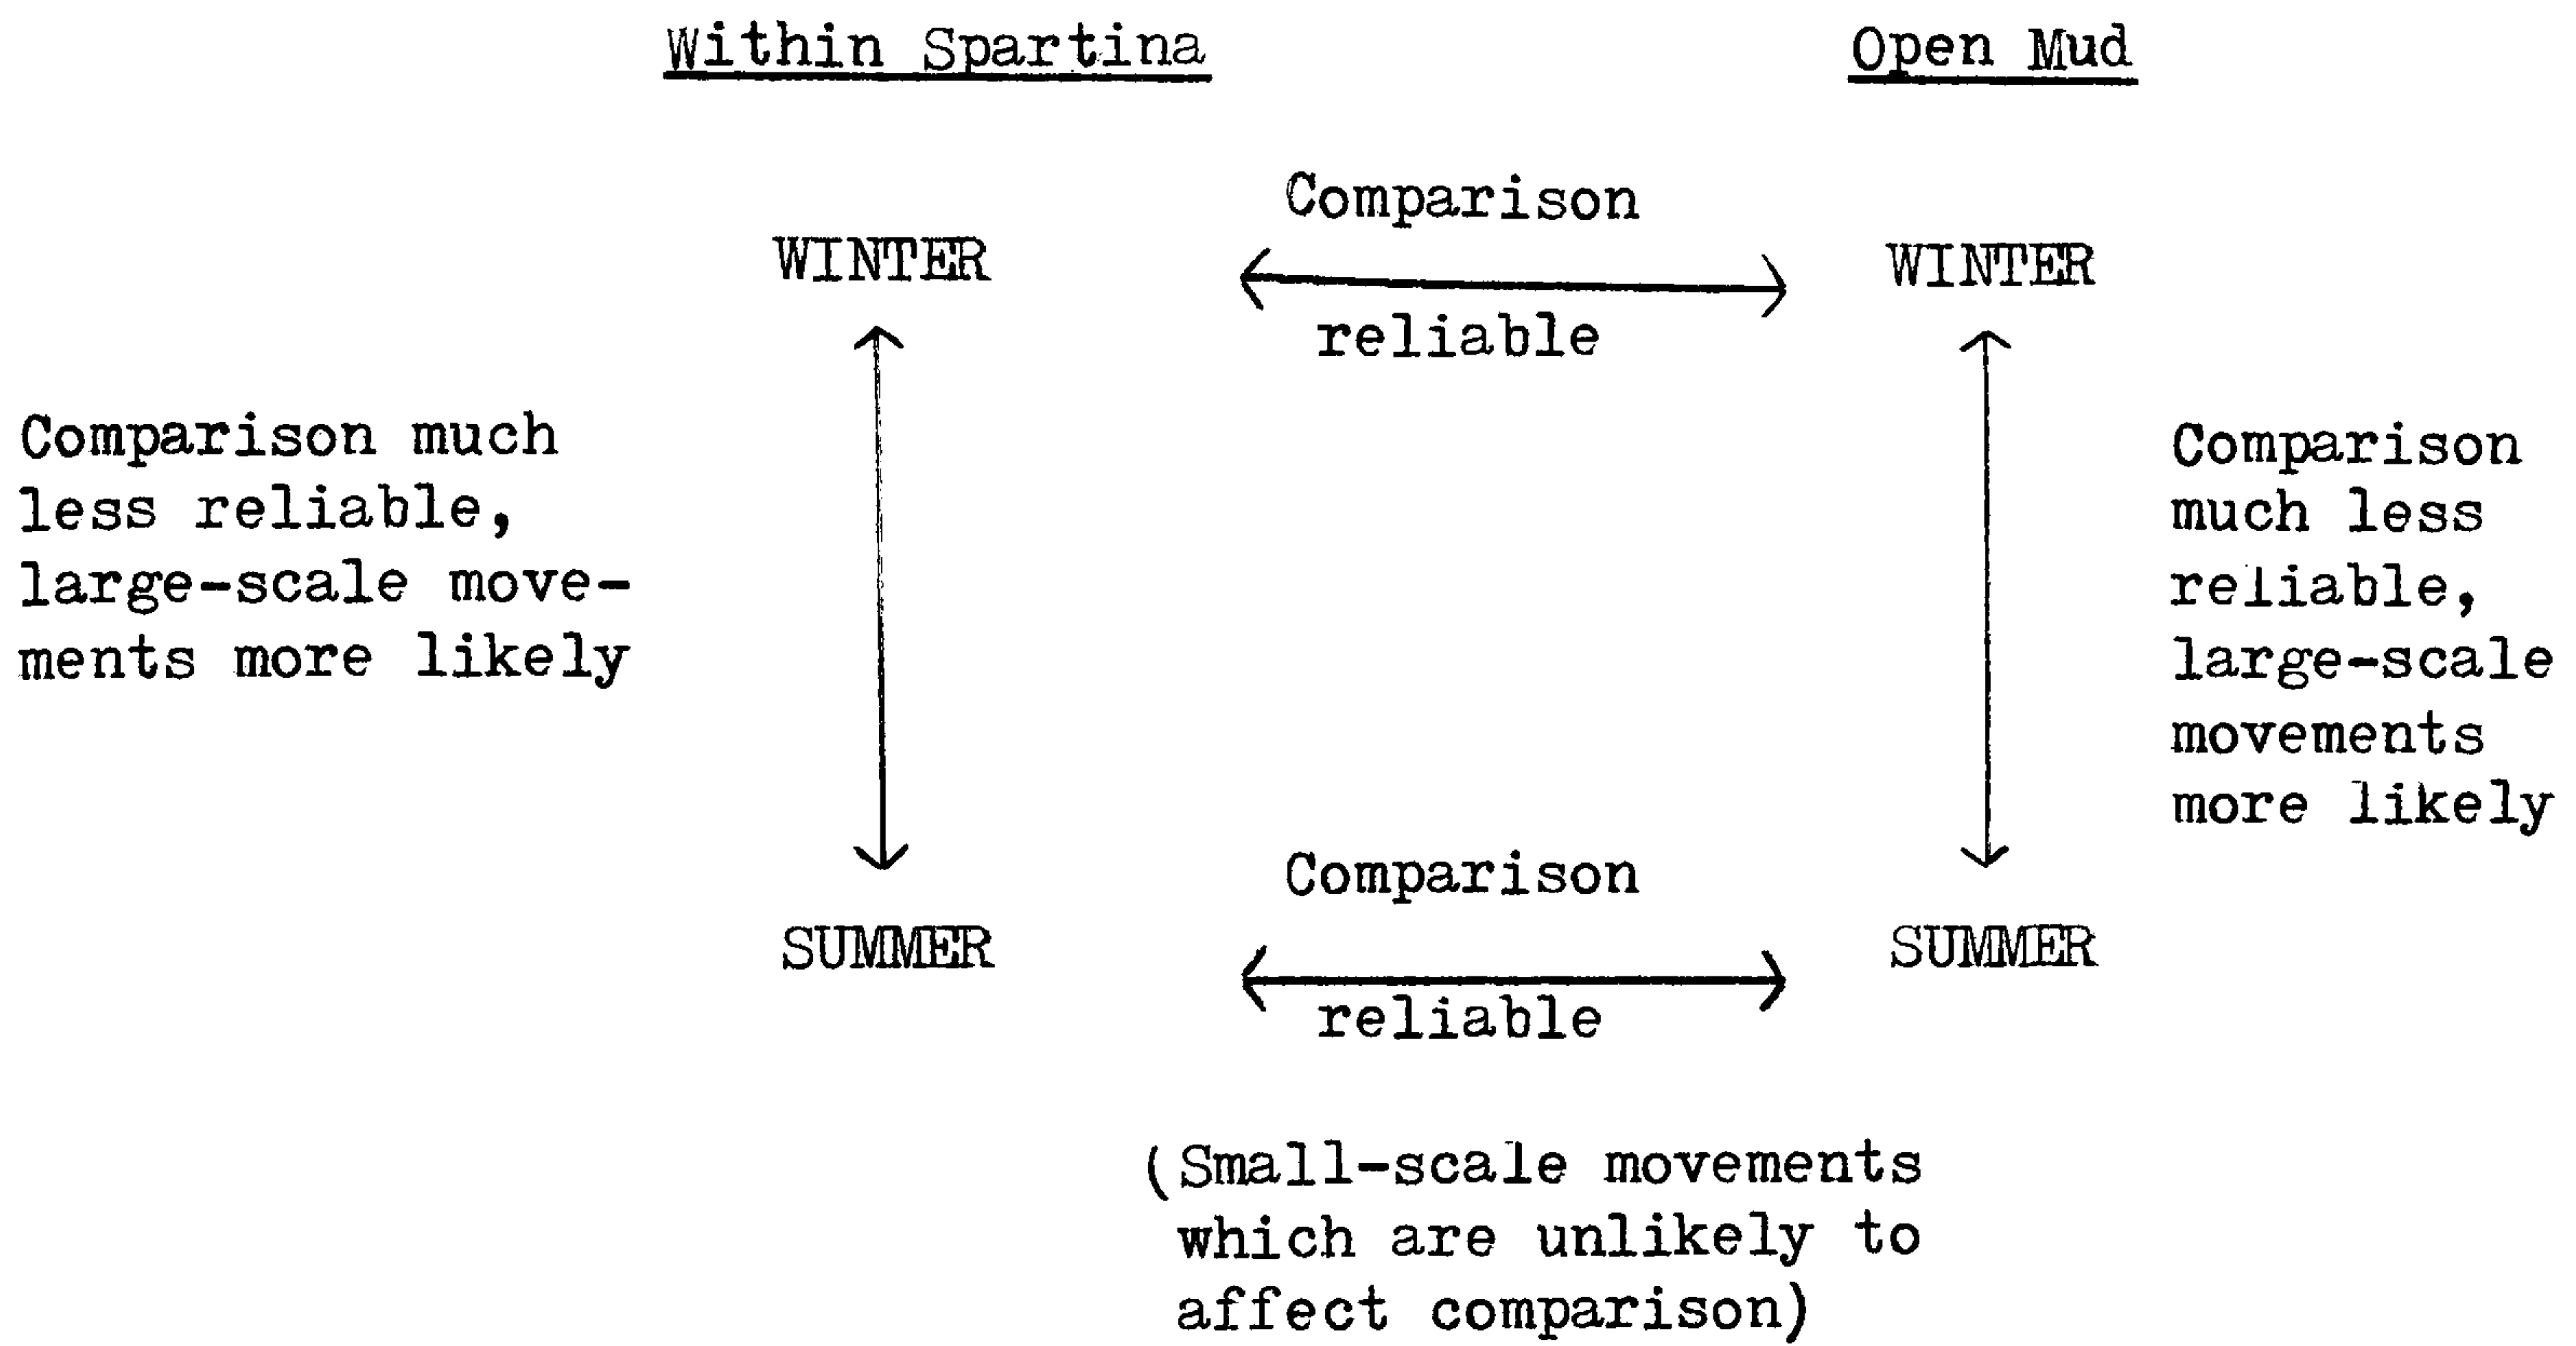 Within Spartina
Open Mud
Comparison
WINTER
WINTER
reliable
Comparison much
less reliable,
large-scale move-
ments more likely
Comparison
much less
reliable,
large-scale
movements
more likely
Comparison
SUMMER
SUMMER
reliable
(Small-scale movements
which are unlikely to
affect comparison)